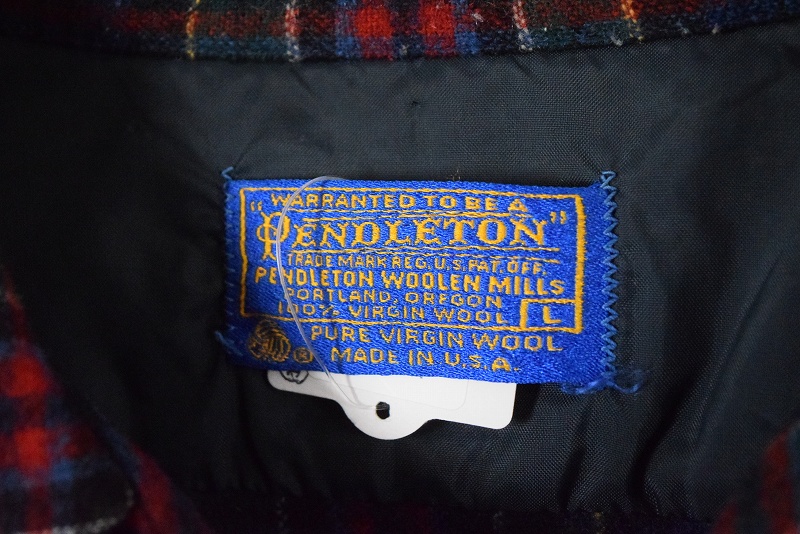 "WARRANTED TO BE A
PENDLETON"
TRADE MARK REG. U.S. PAT. OFF.
PENDLETON WOOLEN MILLS
PORTLAND, OREGON
100% VIRGIN WOOL L
® PURE VIRGIN WOOL
MADE IN U.S.A.